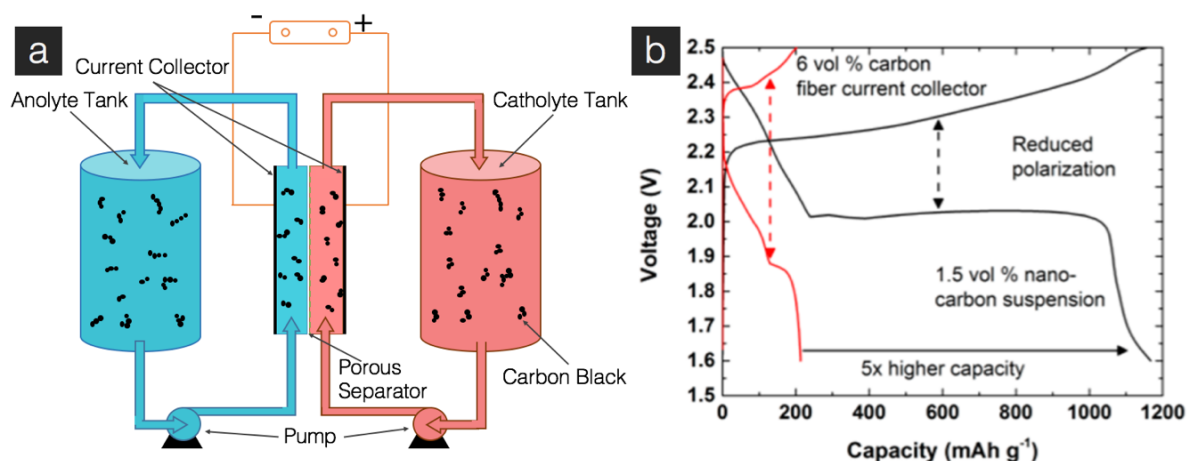 a
- +
Current Collector
Anolyte Tank
Catholyte Tank
Porous
Separator
Carbon Black
Pump
b
2.5
2.4
2.3
2.2
2.1
2.0
1.9
1.8
1.7
1.6
1.5
Voltage (V)
6 vol % carbon
fiber current collector
Reduced
polarization
1.5 vol % nano-
carbon suspension
5x higher capacity
0 200 400 600 800 1000 1200
Capacity (mAh g⁻¹)